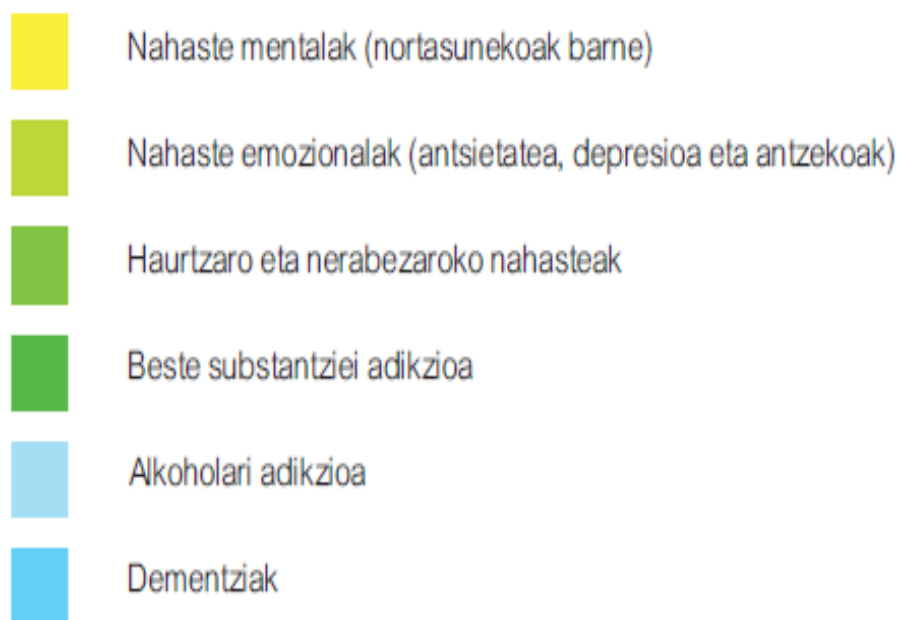 Nahaste mentalak (nortasunekoak barne)
Nahaste emozionalak (antsietatea, depresioa eta antzekoak)
Haurtzaro eta nerabezaroko nahasteak
Beste substantziei adikzioa
Alkoholari adikzioa
Dementziak